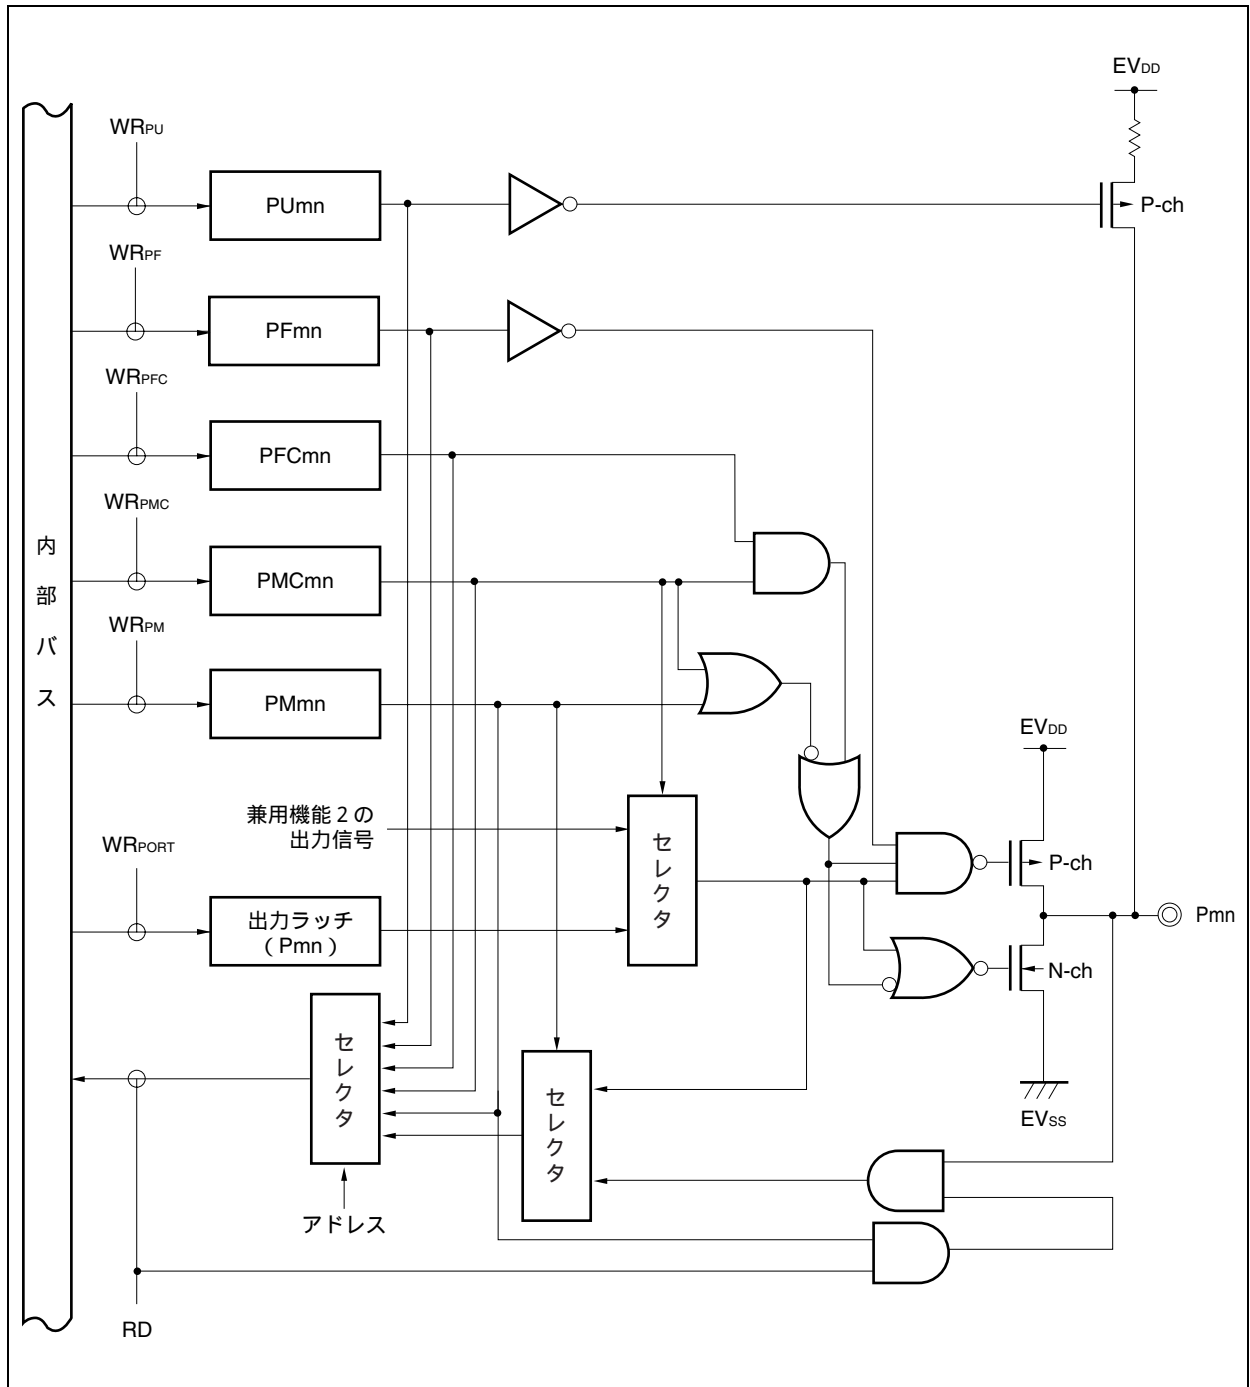 EVDD
WRPU
PUmn
P-ch
WRPF
PFmn
WRPFC
PFCmn
WRPMC
PMCmn
内部バス
WRPM
PMmn
EVDD
兼用機能2の
出力信号
セレクタ
WRPORT
P-ch
出力ラッチ
(Pmn)
Pmn
N-ch
セレクタ
セレクタ
EVSS
アドレス
RD